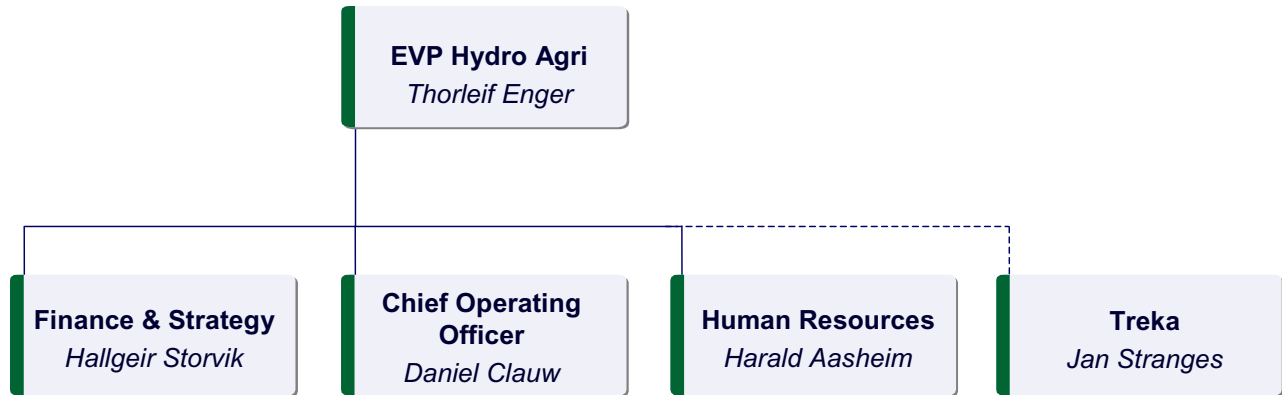 EVP Hydro Agri
Thorleif Enger
Finance & Strategy
Hallgeir Storvik
Chief Operating
Officer
Daniel Clauw
Human Resources
Harald Aasheim
Treka
Jan Stranges